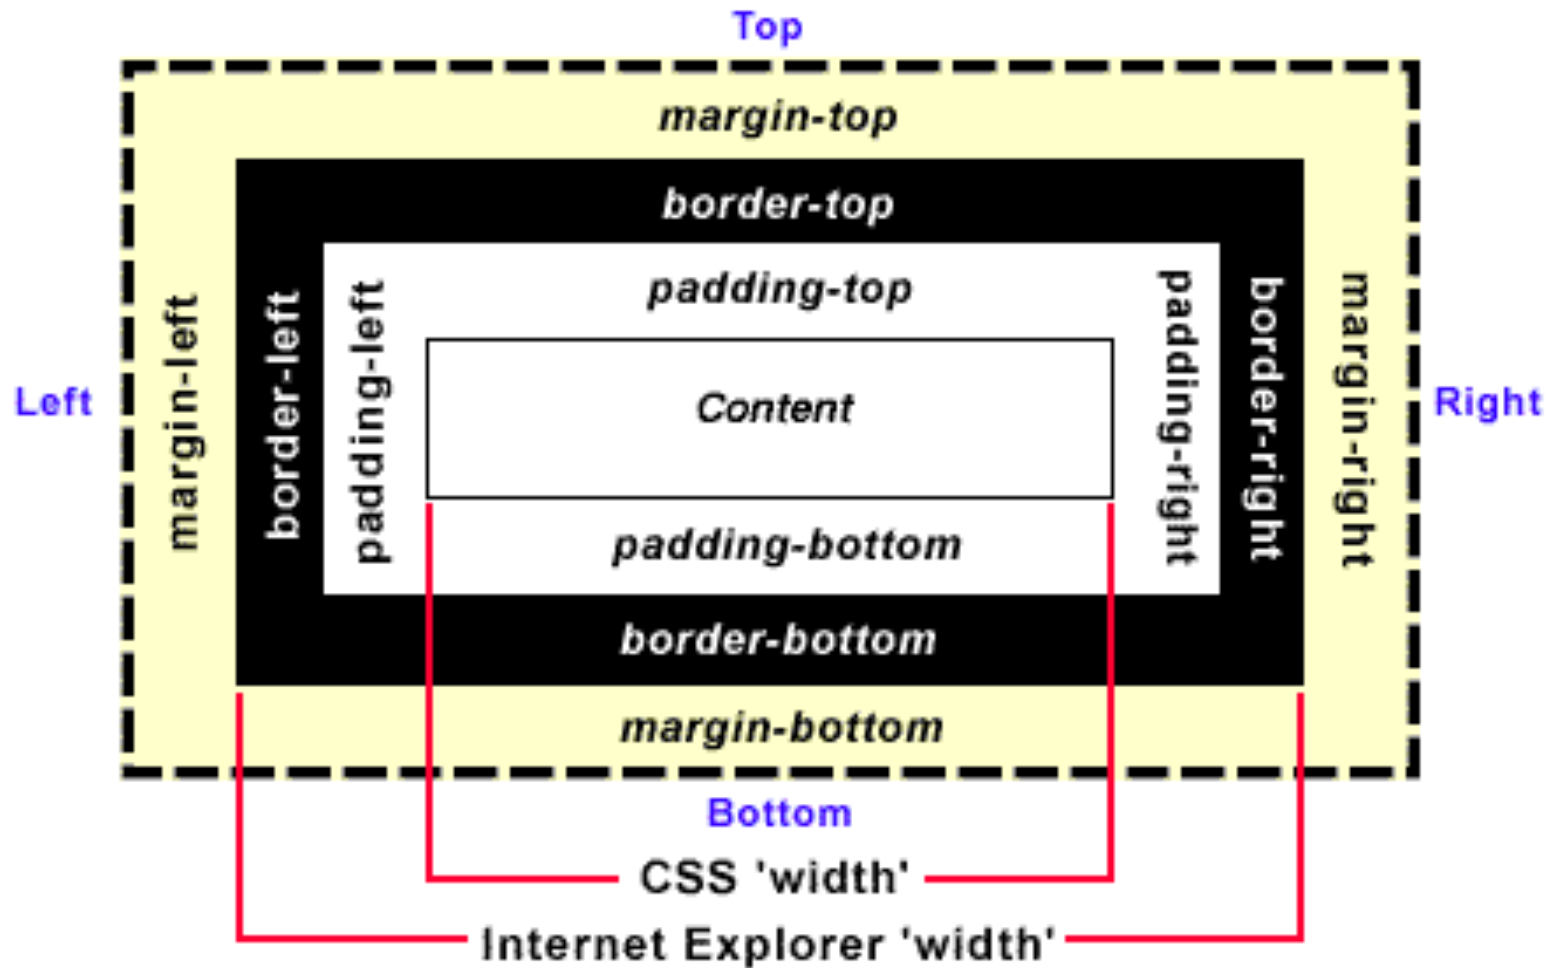 Top
margin-top
border-top
padding-top
Left
margin-left
border-left
padding-left
Content
padding-right
border-right
margin-right
Right
padding-bottom
border-bottom
margin-bottom
Bottom
CSS 'width'
Internet Explorer 'width'